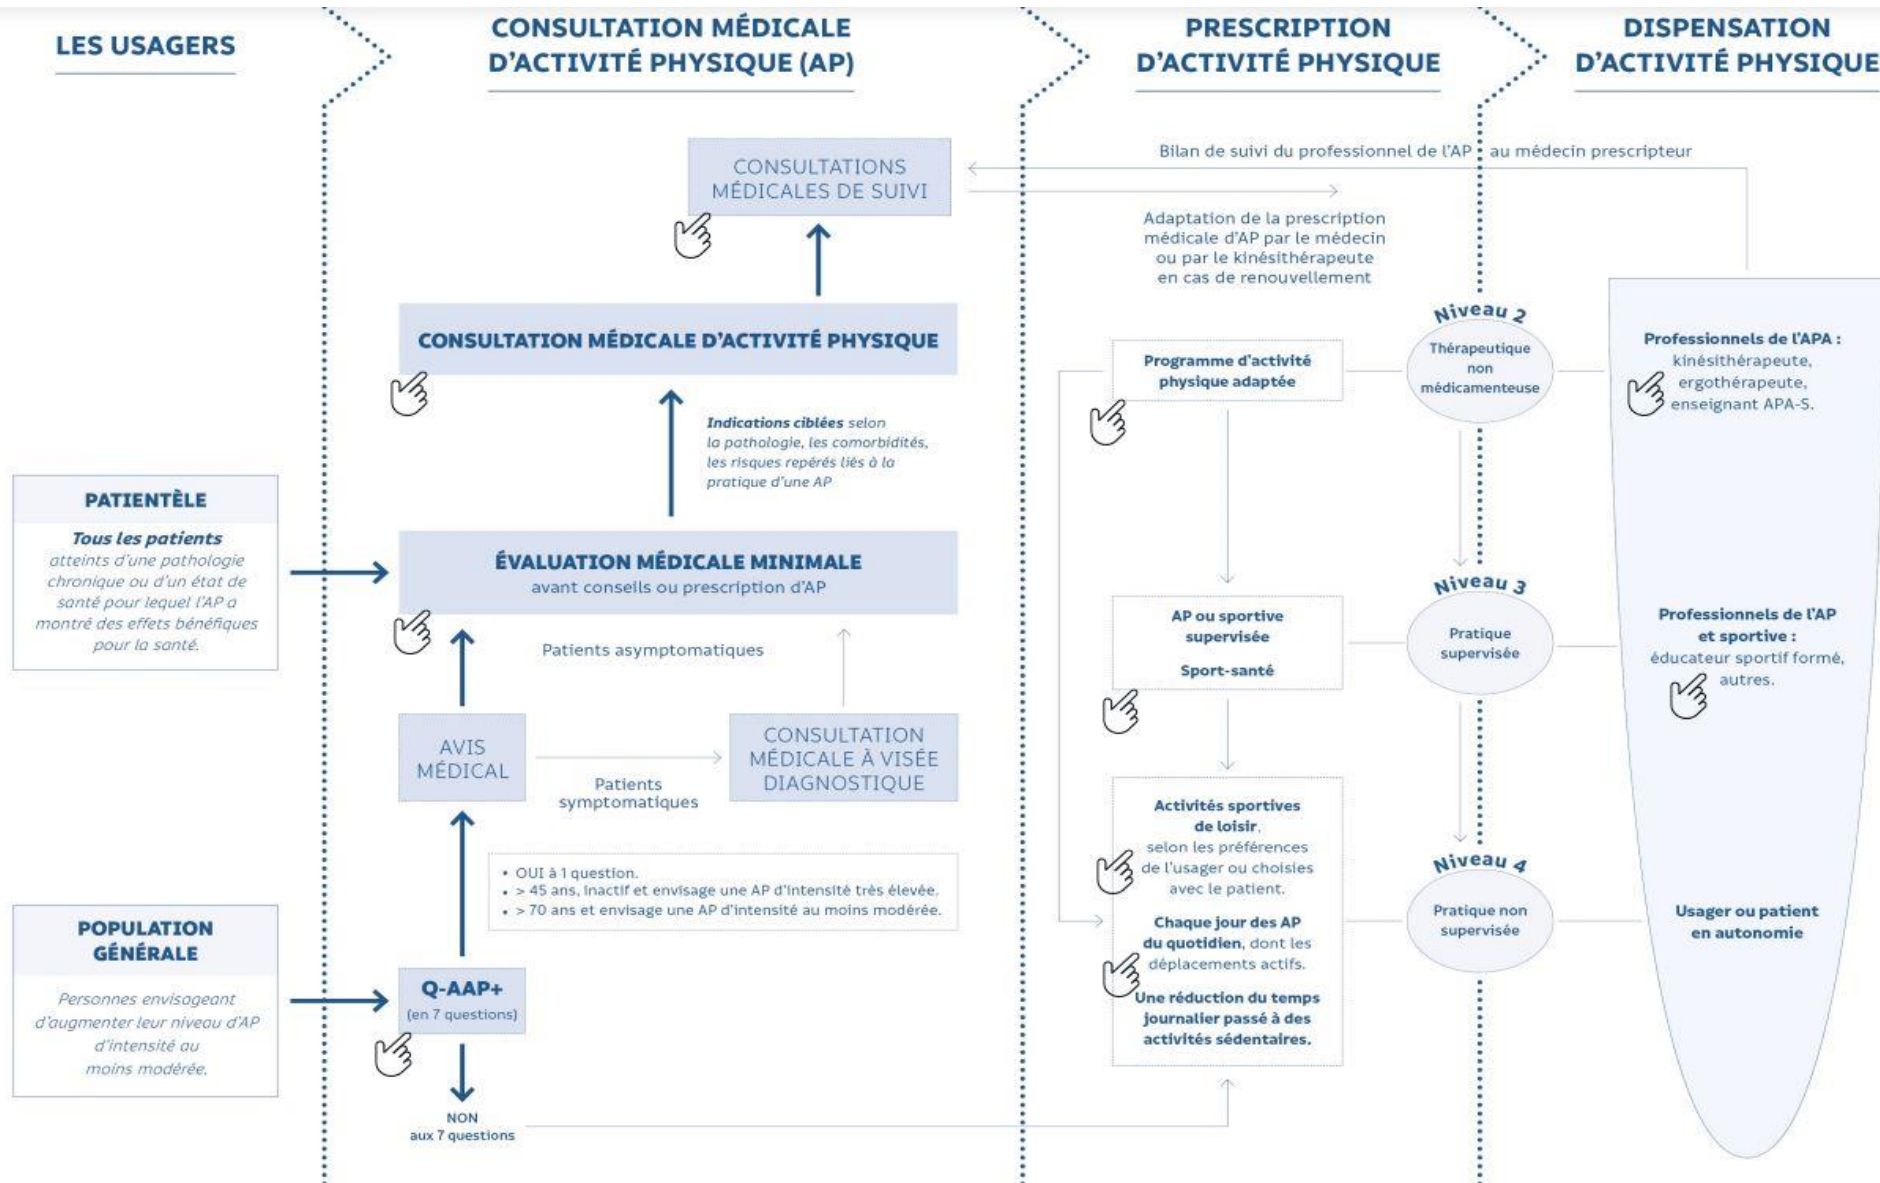 LES USAGERS
CONSULTATION MÉDICALE
D'ACTIVITÉ PHYSIQUE (AP)
PRESCRIPTION
D'ACTIVITÉ PHYSIQUE
DISPENSATION
D'ACTIVITÉ PHYSIQUE
CONSULTATIONS
MÉDICALES DE SUIVI
Bilan de suivi du professionnel de l'AP au médecin prescripteur
Adaptation de la prescription
médicale d'AP par le médecin
ou par le kinésithérapeute
en cas de renouvellement
CONSULTATION MÉDICALE D'ACTIVITÉ PHYSIQUE
Indications ciblées selon
la pathologie, les comorbidités,
les risques repérés liés à la
pratique d'une AP
PATIENTÈLE
Tous les patients
atteints d'une pathologie
chronique ou d'un état de
santé pour lequel l'AP a
montré des effets bénéfiques
pour la santé.
ÉVALUATION MÉDICALE MINIMALE
avant conseils ou prescription d'AP
Patients asymptomatiques
AVIS
MÉDICAL
Patients
symptomatiques
CONSULTATION
MÉDICALE À VISÉE
DIAGNOSTIQUE
• OUI à 1 question.
• > 45 ans, inactif et envisage une AP d'intensité très élevée.
• > 70 ans et envisage une AP d'intensité au moins modérée.
POPULATION
GÉNÉRALE
Personnes envisageant
d'augmenter leur niveau d'AP
d'intensité au
moins modérée.
Q-AAP+
(en 7 questions)
NON
aux 7 questions
Programme d'activité
physique adaptée
Niveau 2
Thérapeutique
non
médicamenteuse
Professionnels de l'APA :
kinésithérapeute,
ergothérapeute,
enseignant APA-S.
AP ou sportive
supervisée
Sport-santé
Niveau 3
Pratique
supervisée
Professionnels de l'AP
et sportive :
éducateur sportif formé,
autres.
Activités sportives
de loisir,
selon les préférences
de l'usager ou choisies
avec le patient.
Chaque jour des AP
du quotidien, dont les
déplacements actifs.
Une réduction du temps
journalier passé à des
activités sédentaires.
Niveau 4
Pratique non
supervisée
Usager ou patient
en autonomie